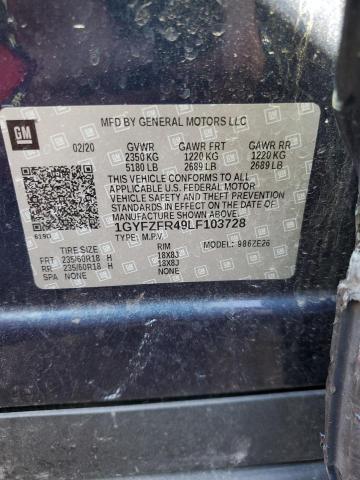 GM
MFD BY GENERAL MOTORS LLC
02/20 GVWR GAWR FRT GAWR RR
2350 KG 1220 KG 1220 KG
5180 LB 2689 LB 2689 LB
THIS VEHICLE CONFORMS TO ALL APPLICABLE
U.S. FEDERAL MOTOR VEHICLE SAFETY AND
THEFT PREVENTION
STANDARDS IN EFFECT ON THE DATE OF
MANUFACTURE SHOWN ABOVE.
1GYFZFR49LF103728
TYPE: M.P.V. MODEL: 986ZE26
TIRE SIZE RIM
FRT 235/60R18 18X8J
RR 235/60R18 18X8J
SPA NONE NONE